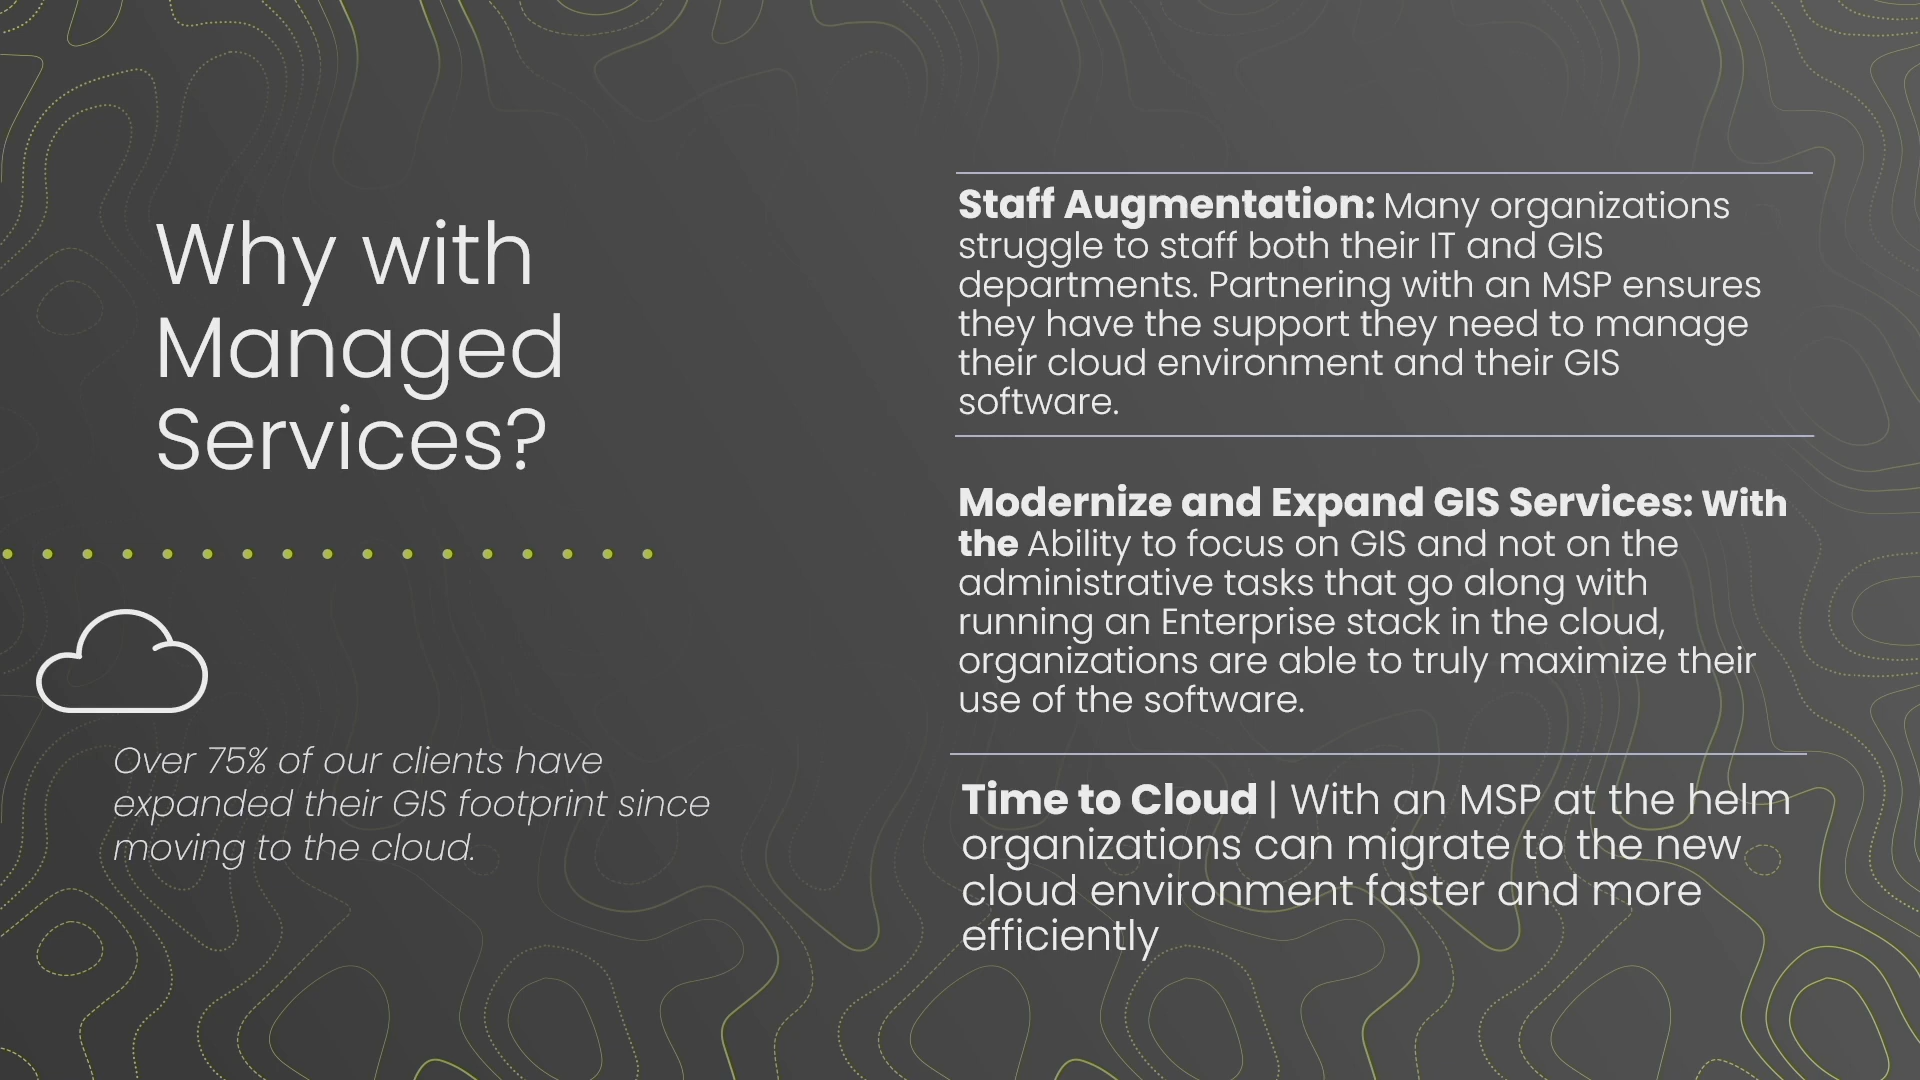 Why with
Managed
Services?
Over 75% of our clients have
expanded their GIS footprint since
moving to the cloud.
Staff Augmentation: Many organizations
struggle to staff both their IT and GIS
departments. Partnering with an MSP ensures
they have the support they need to manage
their cloud environment and their GIS
software.
Modernize and Expand GIS Services: With
the Ability to focus on GIS and not on the
administrative tasks that go along with
running an Enterprise stack in the cloud,
organizations are able to truly maximize their
use of the software.
Time to Cloud | With an MSP at the helm
organizations can migrate to the new
cloud environment faster and more
efficiently